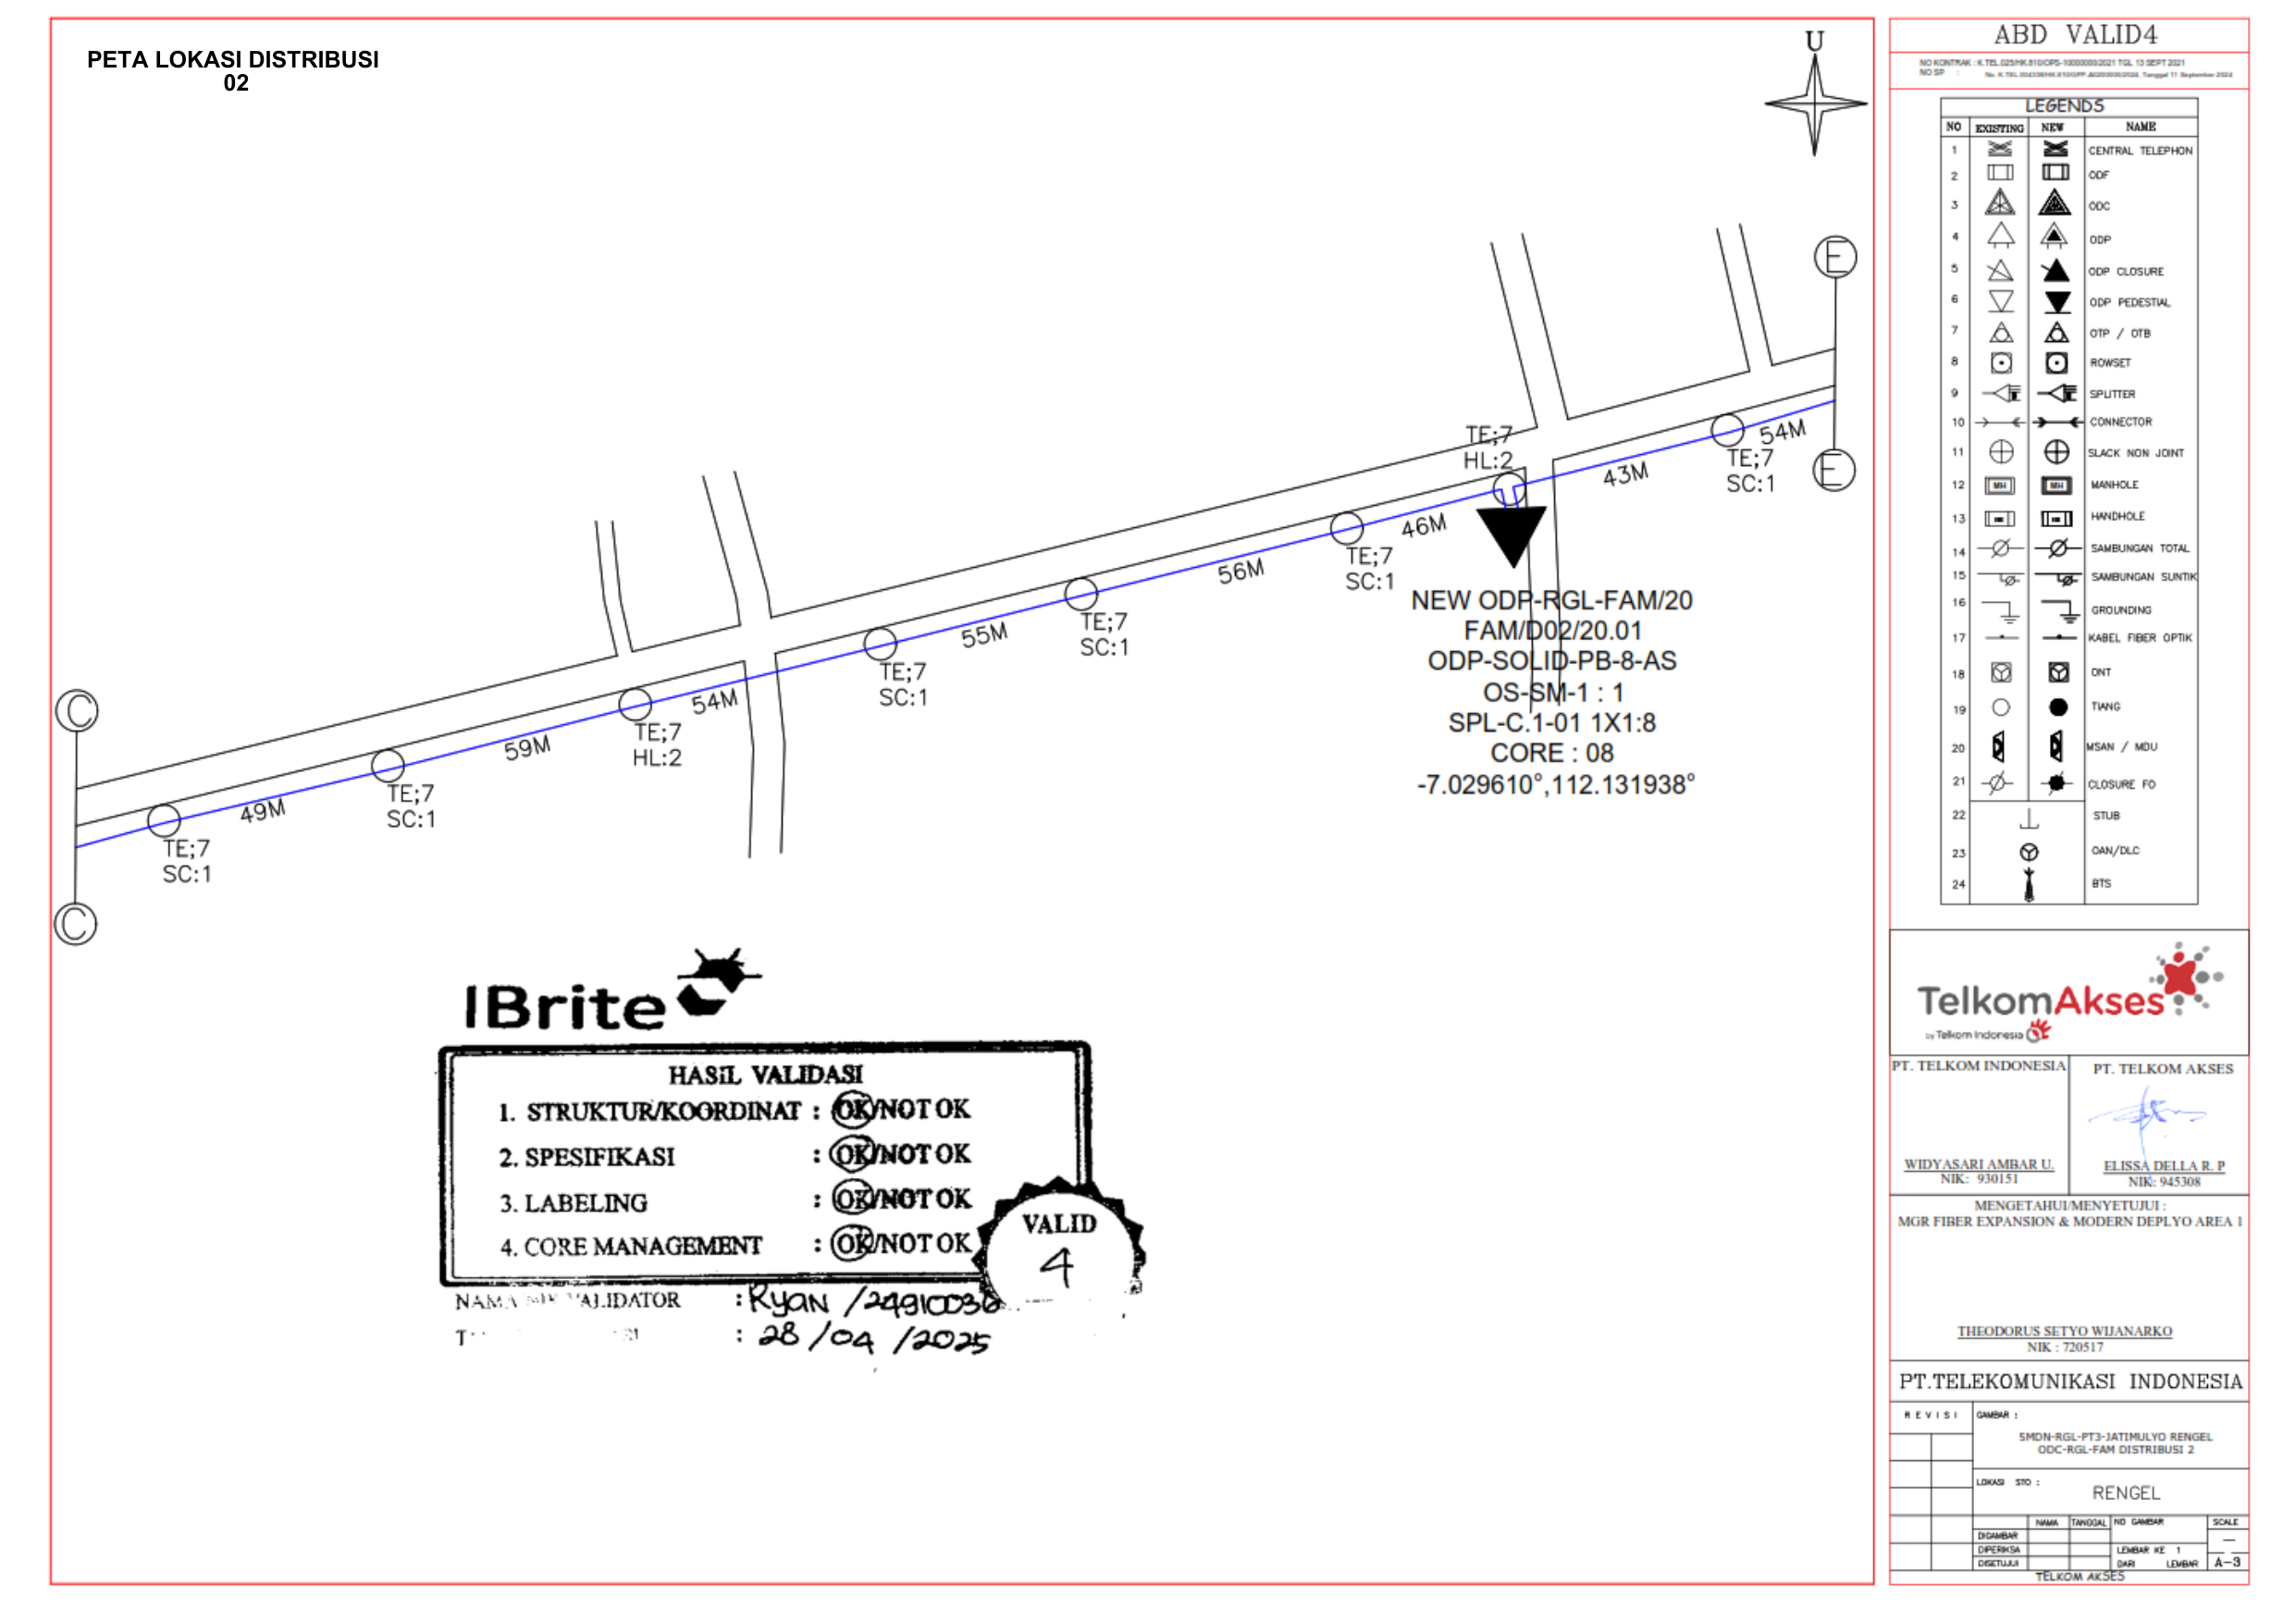 PETA LOKASI DISTRIBUSI
02
U
C
C
E
E
TE;7
SC:1
49M
TE;7
SC:1
59M
TE;7
HL:2
54M
TE;7
SC:1
55M
TE;7
SC:1
56M
TE;7
SC:1
46M
TE;7
HL:2
43M
TE;7
SC:1
54M
NEW ODP-RGL-FAM/20
FAM/D02/20.01
ODP-SOLID-PB-8-AS
OS-SM-1 : 1
SPL-C.1-01 1X1:8
CORE : 08
-7.029610°,112.131938°
IBrite
HASIL VALIDASI
1. STRUKTUR/KOORDINAT : OK/NOT OK
2. SPESIFIKASI : OK/NOT OK
3. LABELING : OK/NOT OK
4. CORE MANAGEMENT : OK/NOT OK
VALID
4
VALIDATOR : Ryan /
: 28/04/2025
ABD VALID4
NO KONTRAK : K.TEL.025/HK.810/OPS-10000000/2021 TGL 13 SEPT 2021
NO SP : Tanggal 11 September 2024
LEGENDS
NO EXISTING NEW NAME
1 CENTRAL TELEPHON
2 ODF
3 ODC
4 ODP
5 ODP CLOSURE
6 ODP PEDESTIAL
7 OTP / OTB
8 ROWSET
9 SPLITTER
10 CONNECTOR
11 SLACK NON JOINT
12 MH MH MANHOLE
13 HANDHOLE
14 SAMBUNGAN TOTAL
15 SAMBUNGAN SUNTIK
16 GROUNDING
17 KABEL FIBER OPTIK
18 ONT
19 TIANG
20 MSAN / MDU
21 CLOSURE FO
22 STUB
23 OAN/DLC
24 BTS
TelkomAkses
by Telkom Indonesia
PT. TELKOM INDONESIA
WIDYASARI AMBAR U.
NIK: 930151
PT. TELKOM AKSES
ELISSA DELLA R. P
NIK: 945308
MENGETAHUI/MENYETUJUI :
MGR FIBER EXPANSION & MODERN DEPLYO AREA 1
THEODORUS SETYO WIJANARKO
NIK : 720517
PT.TELEKOMUNIKASI INDONESIA
REVISI
GAMBAR :
SMDN-RGL-PT3-JATIMULYO RENGEL
ODC-RGL-FAM DISTRIBUSI 2
LOKASI STO :
RENGEL
NAMA TANGGAL NO GAMBAR SCALE
DIGAMBAR
DIPERIKSA LEMBAR KE 1
DISETUJUI DARI LEMBAR A-3
TELKOM AKSES